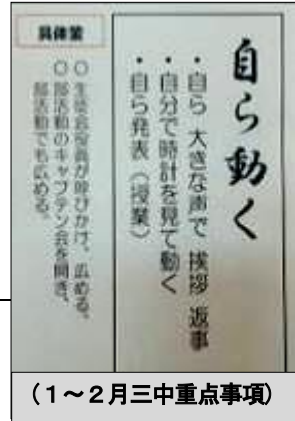 自ら動く
・自ら 大きな声で 挨拶 返事
・自分で時計を見て動く
・自ら発表(授業)
具体策
○ 生徒会役員が呼びかけ、広める。
○ 部活動のキャプテン会を開き、
部活動でも広める。
(1~2月三中重点事項)